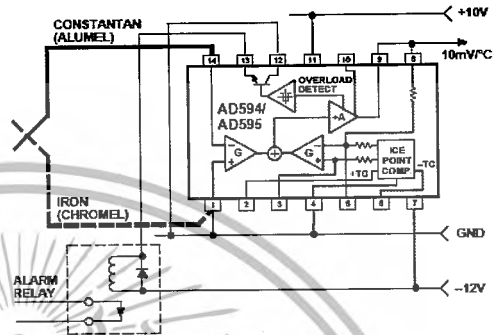 CONSTANTAN
(ALUMEL)
+10V
10mV/°C
14 13 12 11 10 9 8
OVERLOAD
DETECT
AD594/
AD595
-A
G
+
G
ICE
POINT
COMP.
+TC
-TC
IRON
(CHROMEL)
1 2 3 4 5 6 7
GND
ALARM
RELAY
-12V